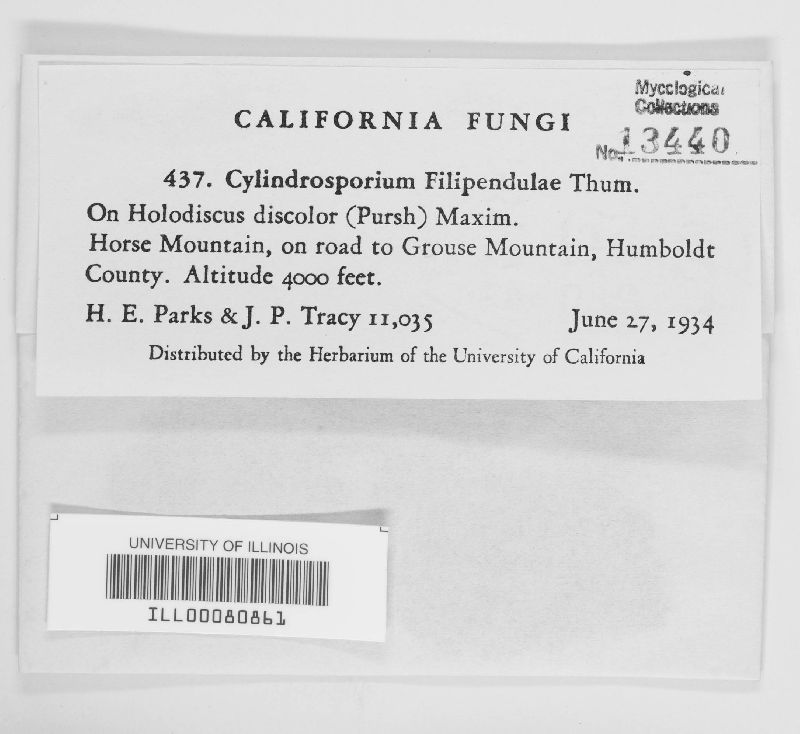 Mycological
Collections
No. 13440
CALIFORNIA FUNGI
437. Cylindrosporium Filipendulae Thum.
On Holodiscus discolor (Pursh) Maxim.
Horse Mountain, on road to Grouse Mountain, Humboldt
County. Altitude 4000 feet.
H. E. Parks & J. P. Tracy 11,035 June 27, 1934
Distributed by the Herbarium of the University of California
UNIVERSITY OF ILLINOIS
ILL00080861